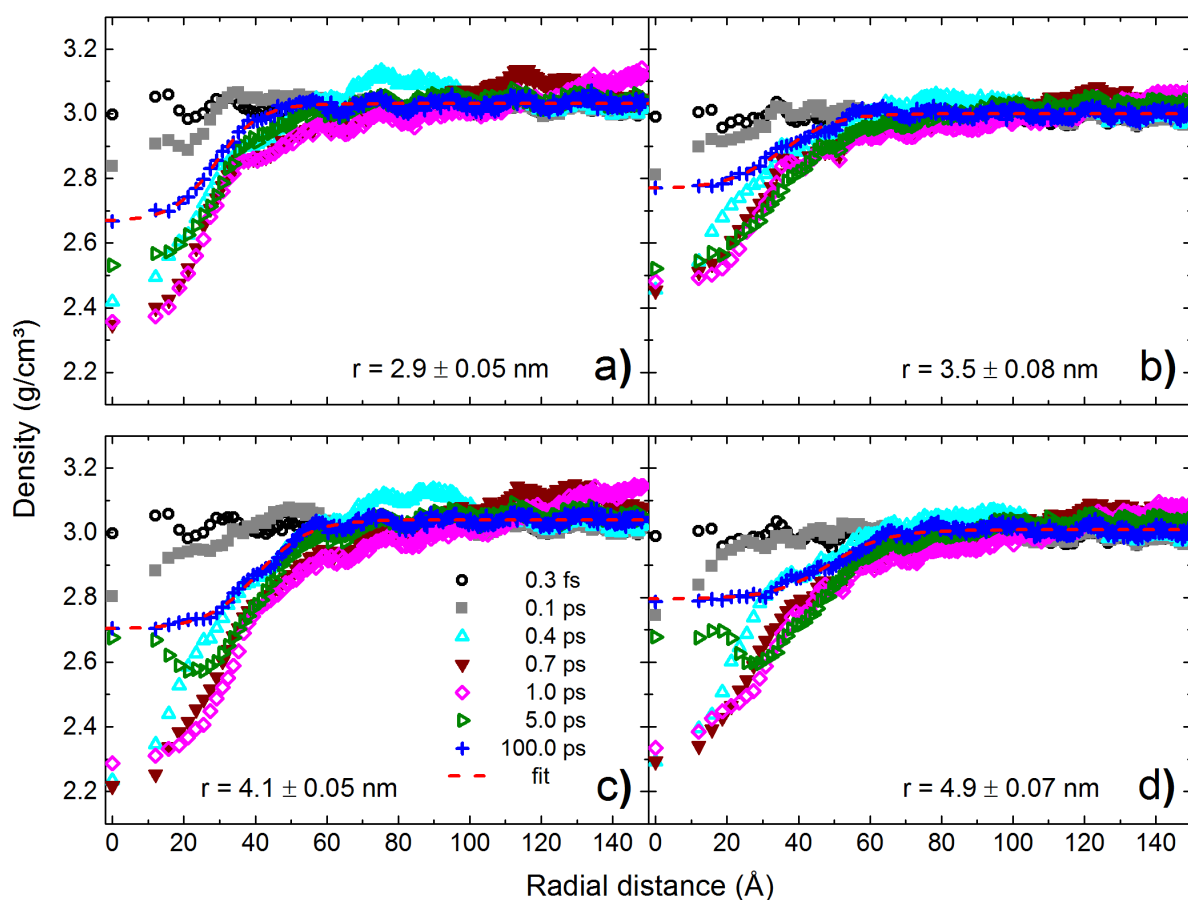 3.2
3.0
2.8
2.6
2.4
2.2
r = 2.9 ± 0.05 nm
a)
r = 3.5 ± 0.08 nm
b)
Density (g/cm³)
3.2
3.0
2.8
2.6
2.4
2.2
0.3 fs
0.1 ps
0.4 ps
0.7 ps
1.0 ps
5.0 ps
100.0 ps
fit
r = 4.1 ± 0.05 nm
c)
r = 4.9 ± 0.07 nm
d)
0 20 40 60 80 100 120 140 0 20 40 60 80 100 120 140
Radial distance (Å)